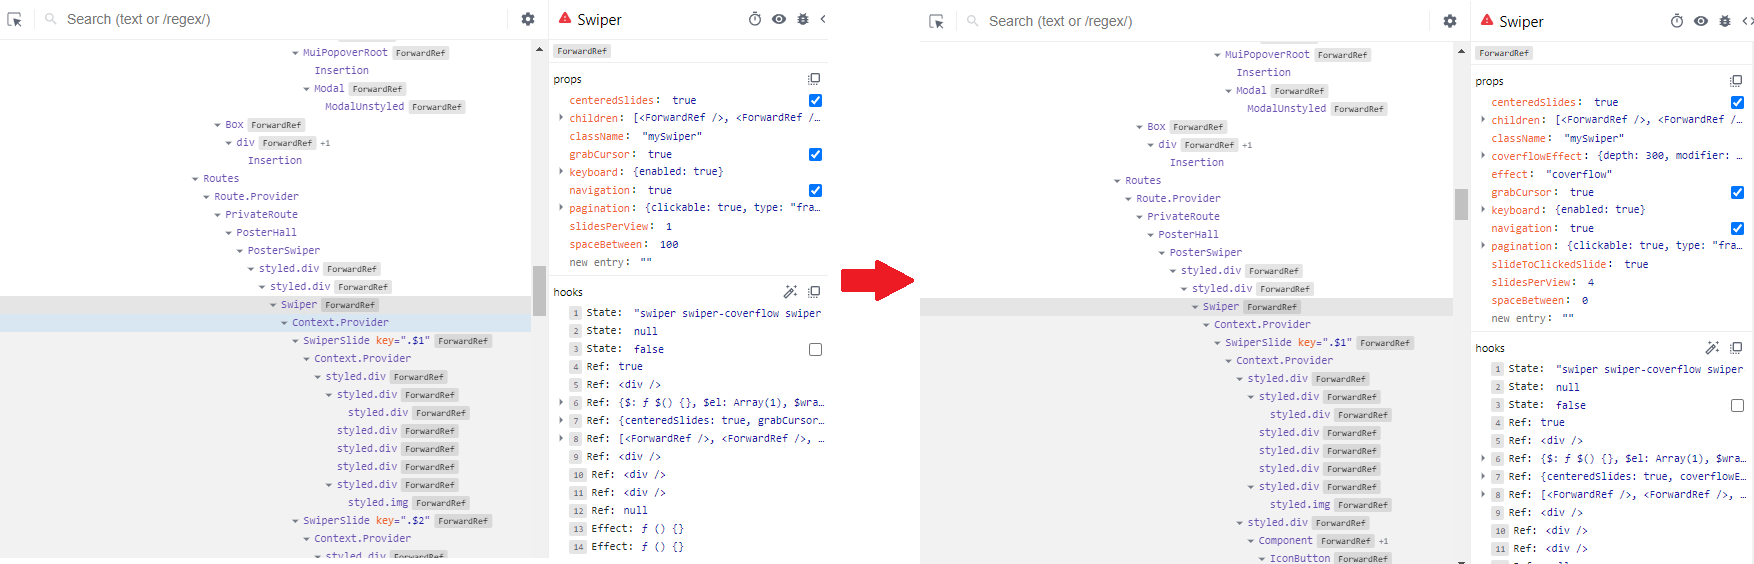 Search (text or /regex/)
MuiPopoverRoot ForwardRef
Insertion
Modal ForwardRef
ModalUnstyled ForwardRef
Box ForwardRef
div ForwardRef +1
Insertion
Routes
Route.Provider
PrivateRoute
PosterHall
PosterSwiper
styled.div ForwardRef
styled.div ForwardRef
Swiper ForwardRef
Context.Provider
SwiperSlide key=".$1" ForwardRef
Context.Provider
styled.div ForwardRef
styled.div ForwardRef
styled.div ForwardRef
styled.div ForwardRef
styled.div ForwardRef
styled.div ForwardRef
styled.div ForwardRef
styled.img ForwardRef
SwiperSlide key=".$2" ForwardRef
Context.Provider
styled.div ForwardRef
Swiper
ForwardRef
props
centeredSlides: true
children: [<ForwardRef />, <ForwardRef /…
className: "mySwiper"
grabCursor: true
keyboard: {enabled: true}
navigation: true
pagination: {clickable: true, type: "fra…
slidesPerView: 1
spaceBetween: 100
new entry: ""
hooks
1 State: "swiper swiper-coverflow swiper
2 State: null
3 State: false
4 Ref: true
5 Ref: <div />
6 Ref: {$: ƒ $() {}, $el: Array(1), $wra…
7 Ref: {centeredSlides: true, grabCursor…
8 Ref: [<ForwardRef />, <ForwardRef />, …
9 Ref: <div />
10 Ref: <div />
11 Ref: <div />
12 Ref: null
13 Effect: ƒ () {}
14 Effect: ƒ () {}
Search (text or /regex/)
MuiPopoverRoot ForwardRef
Insertion
Modal ForwardRef
ModalUnstyled ForwardRef
Box ForwardRef
div ForwardRef +1
Insertion
Routes
Route.Provider
PrivateRoute
PosterHall
PosterSwiper
styled.div ForwardRef
styled.div ForwardRef
Swiper ForwardRef
Context.Provider
SwiperSlide key=".$1" ForwardRef
Context.Provider
styled.div ForwardRef
styled.div ForwardRef
styled.div ForwardRef
styled.div ForwardRef
styled.div ForwardRef
styled.div ForwardRef
styled.div ForwardRef
styled.img ForwardRef
styled.div ForwardRef
Component ForwardRef +1
IconButton ForwardRef
Swiper
ForwardRef
props
centeredSlides: true
children: [<ForwardRef />, <ForwardRef /…
className: "mySwiper"
coverflowEffect: {depth: 300, modifier: …
effect: "coverflow"
grabCursor: true
keyboard: {enabled: true}
navigation: true
pagination: {clickable: true, type: "fra…
slideToClickedSlide: true
slidesPerView: 4
spaceBetween: 0
new entry: ""
hooks
1 State: "swiper swiper-coverflow swiper
2 State: null
3 State: false
4 Ref: true
5 Ref: <div />
6 Ref: {$: ƒ $() {}, $el: Array(1), $wra…
7 Ref: {centeredSlides: true, coverflowE…
8 Ref: [<ForwardRef />, <ForwardRef />, …
9 Ref: <div />
10 Ref: <div />
11 Ref: <div />